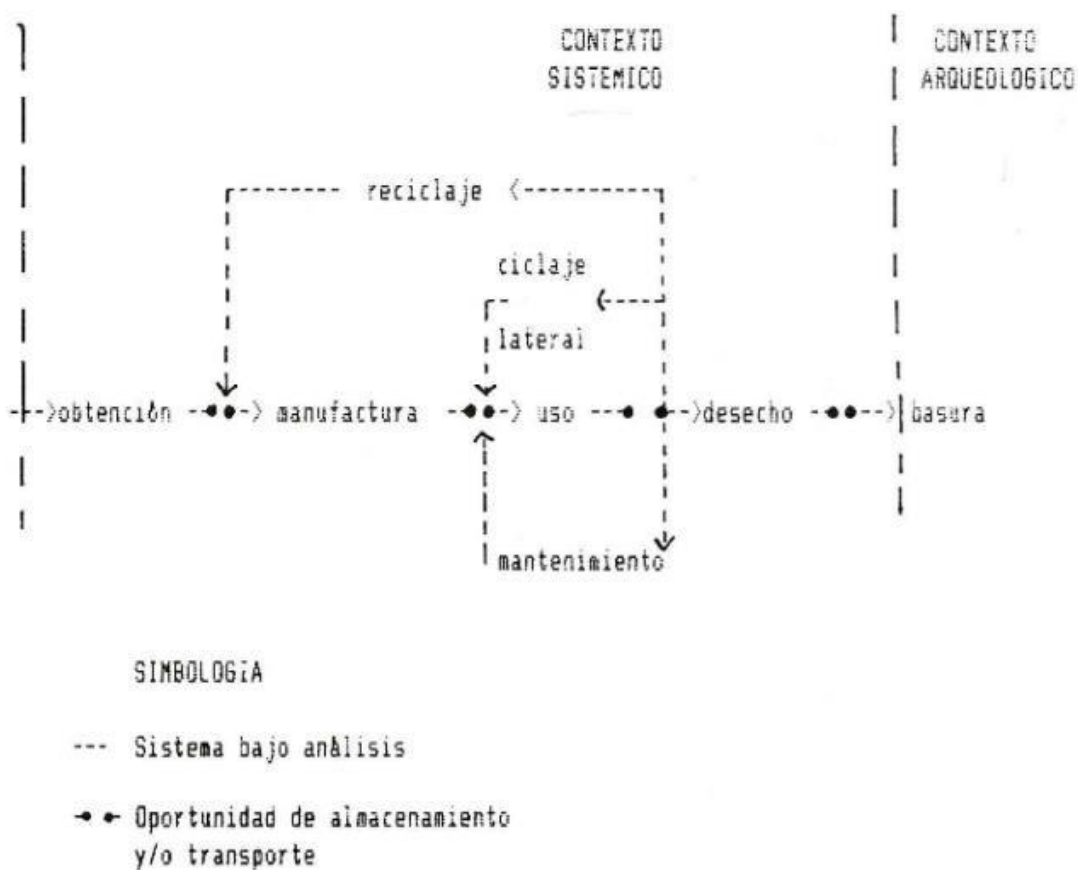 CONTEXTO
SISTEMICO
CONTEXTO
ARQUEOLOGICO
reciclaje
ciclaje
lateral
obtención
manufactura
uso
desecho
basura
mantenimiento
SIMBOLOGIA
--- Sistema bajo análisis
Oportunidad de almacenamiento
y/o transporte